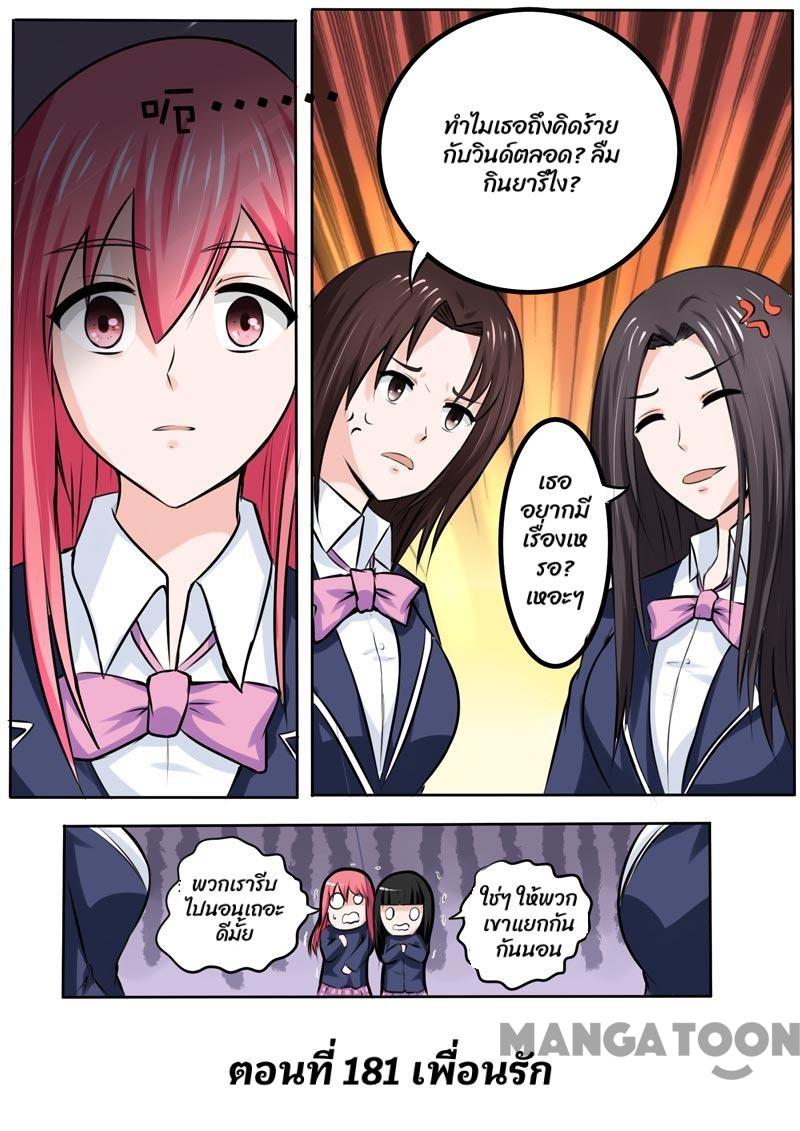 呃......
ทำไมเธอถึงคิดร้าย
กับวินด์ตลอด? ลืม
กินยารึไง?
เธอ
อยากมี
เรื่องเห
รอ?
เหอะๆ
พวกเรารีบ
ไปนอนเถอะ
ดีมั้ย
ใช่ๆ ให้พวก
เขาแยกกัน
กันนอน
MANGATOON
ตอนที่ 181 เพื่อนรัก